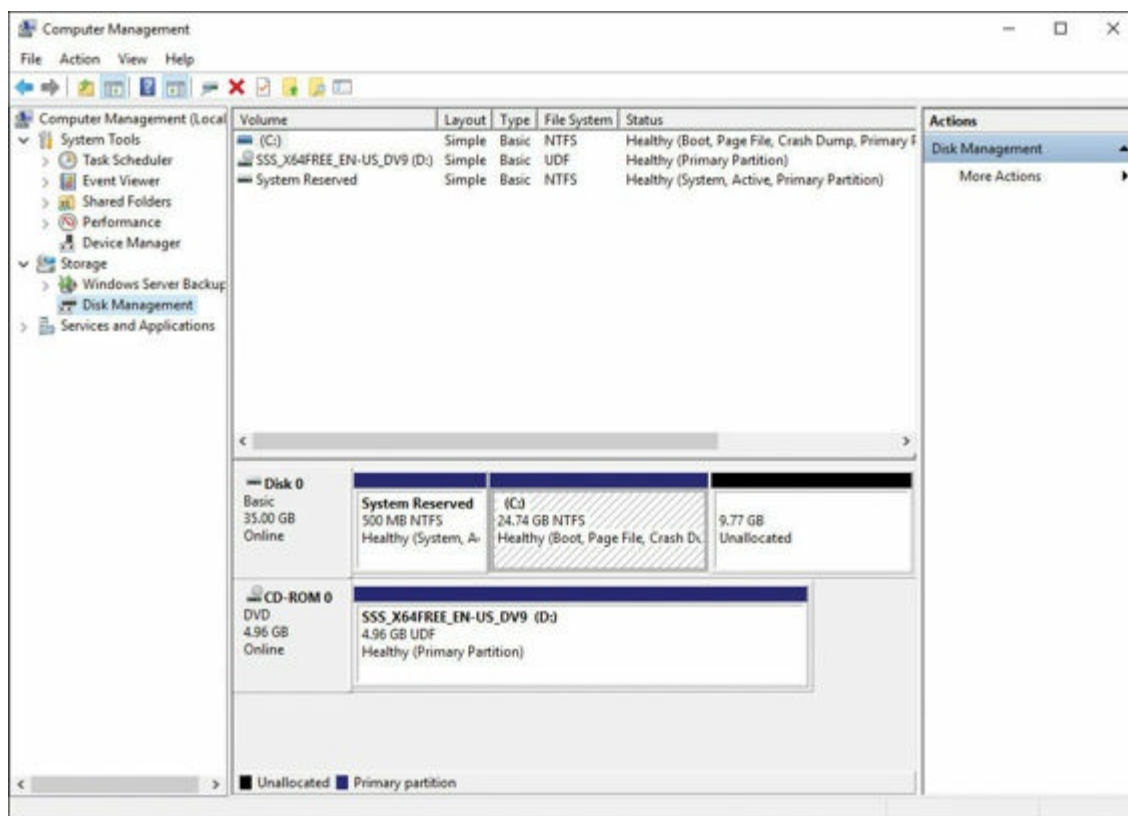 Computer Management
File Action View Help
Computer Management (Local
System Tools
Task Scheduler
Event Viewer
Shared Folders
Performance
Device Manager
Storage
Windows Server Backup
Disk Management
Services and Applications
Volume Layout Type File System Status
(C:) Simple Basic NTFS Healthy (Boot, Page File, Crash Dump, Primary P
SSS_X64FREE_EN-US_DV9 (D:) Simple Basic UDF Healthy (Primary Partition)
System Reserved Simple Basic NTFS Healthy (System, Active, Primary Partition)
Disk 0
Basic
35.00 GB
Online
System Reserved
500 MB NTFS
Healthy (System, A
(C:)
24.74 GB NTFS
Healthy (Boot, Page File, Crash Du
9.77 GB
Unallocated
CD-ROM 0
DVD
4.96 GB
Online
SSS_X64FREE_EN-US_DV9 (D:)
4.96 GB UDF
Healthy (Primary Partition)
Unallocated Primary partition
Actions
Disk Management
More Actions